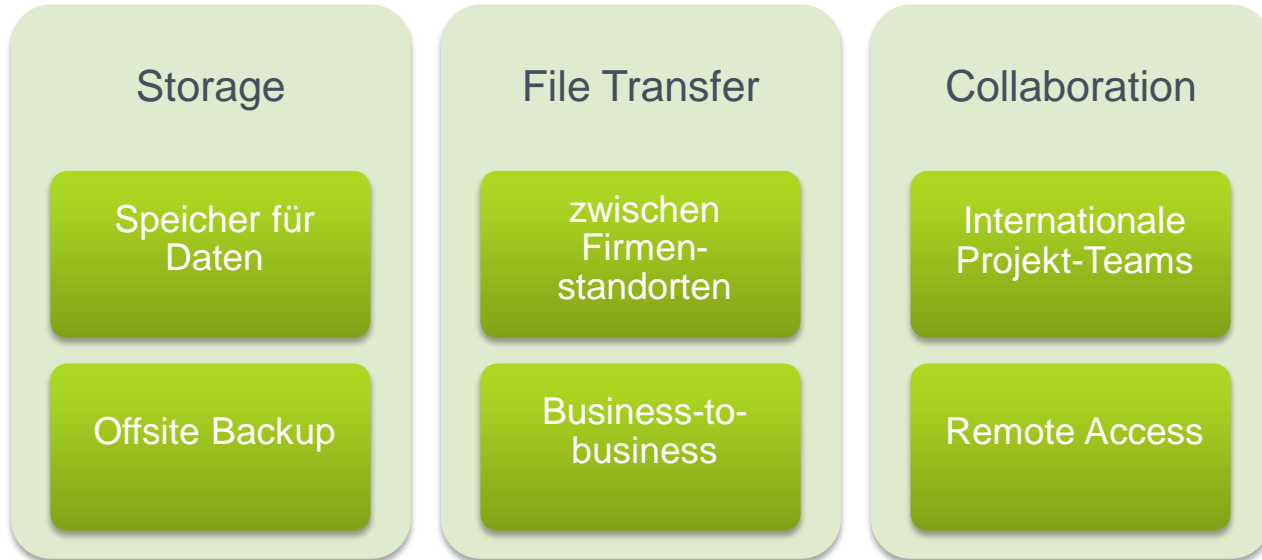 Storage
Speicher für
Daten
Offsite Backup
File Transfer
zwischen
Firmen-
standorten
Business-to-
business
Collaboration
Internationale
Projekt-Teams
Remote Access